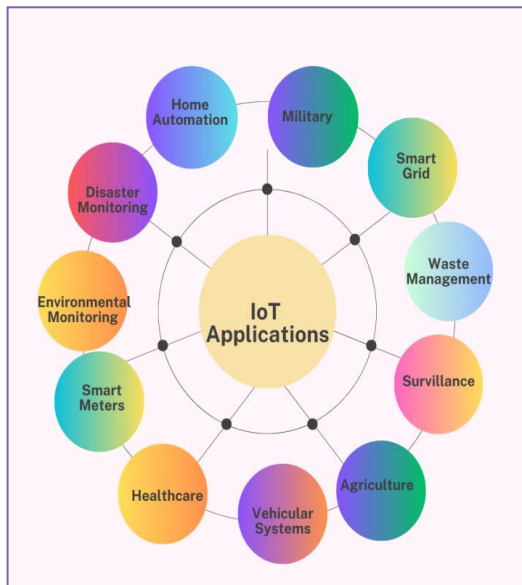 Home
Automation
Military
Smart
Grid
Disaster
Monitoring
Waste
Management
Environmental
Monitoring
IoT
Applications
Survillance
Smart
Meters
Agriculture
Healthcare
Vehicular
Systems